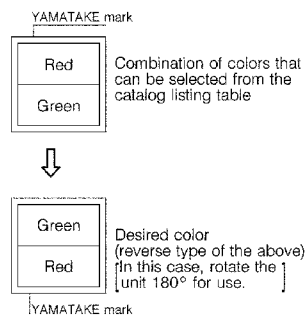 YAMATAKE mark
Red
Green
Combination of colors that
can be selected from the
catalog listing table
Green
Red
Desired color
(reverse type of the above)
[In this case, rotate the
unit 180° for use.]
YAMATAKE mark